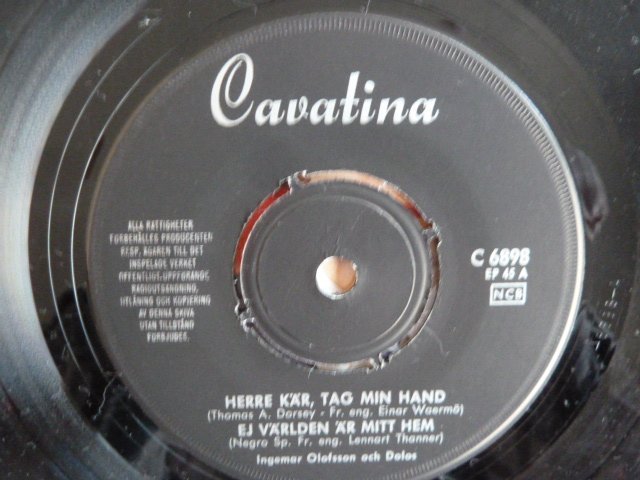 Cavatina
ALLA RÄTTIGHETER
FÖRBEHÅLLES PRODUCENTEN
RESP. ÄGAREN TILL DET
INSPELADE VERKET
OFFENTLIGT UPPFÖRANDE,
RADIOUTSÄNDNING,
UTLÅNING OCH KOPIERING
AV DENNA SKIVA
UTAN TILLSTÅND
FÖRBJUDES.
C 6898
EP 45 A
NCB
HERRE KÄR, TAG MIN HAND
(Thomas A. Dorsey - Fr. eng. Einar Waermö)
EJ VÄRLDEN ÄR MITT HEM
(Negro Sp. Fr. eng. Lennart Thanner)
Ingemar Olofsson och Dolos